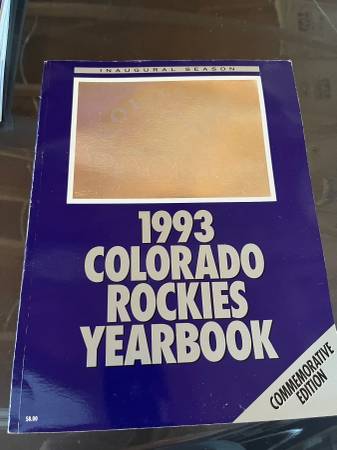 INAUGURAL SEASON
1993
COLORADO
ROCKIES
YEARBOOK
COMMEMORATIVE
EDITION
$8.00